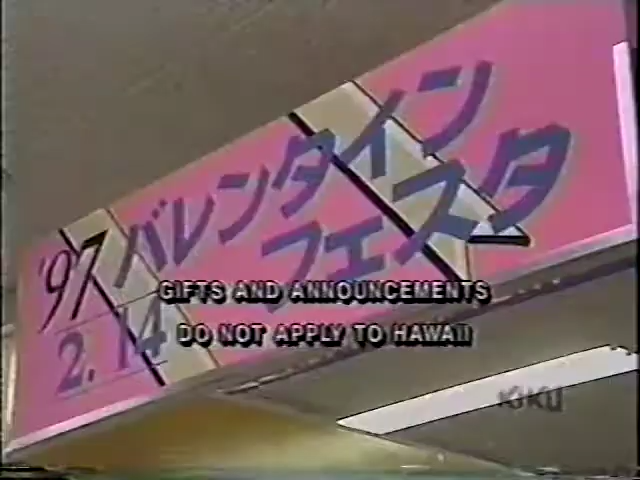 '97 バレンタイン
フェスタ
2. 14
GIFTS AND ANNOUNCEMENTS
DO NOT APPLY TO HAWAII
KIKU